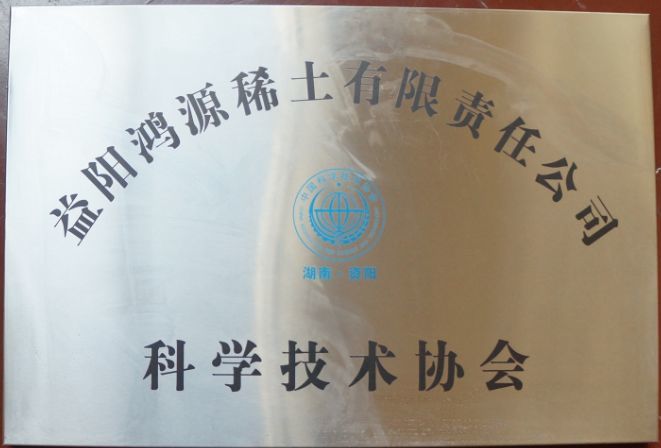 益阳鸿源稀土有限责任公司
湖南·资阳
科学技术协会